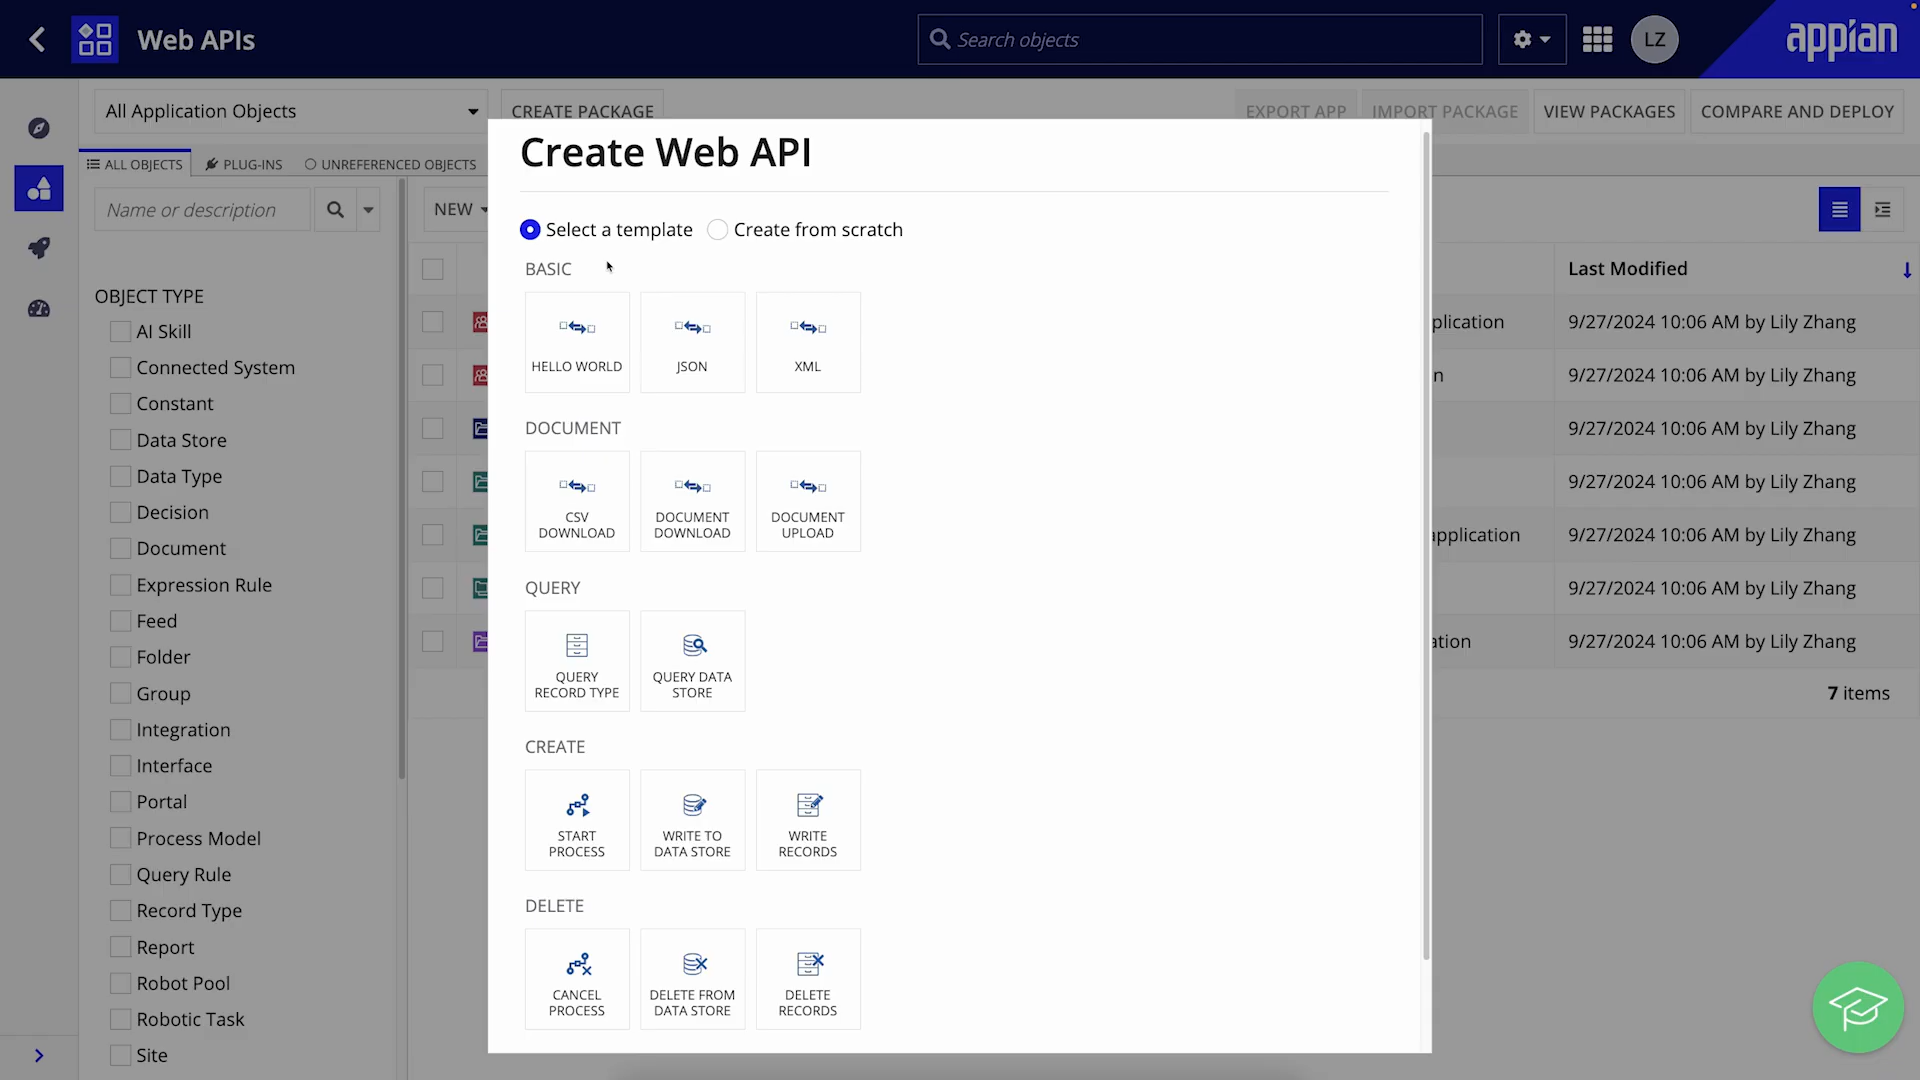 Web APIs
Search objects
LZ
appian
All Application Objects
CREATE PACKAGE
EXPORT APP
IMPORT PACKAGE
VIEW PACKAGES
COMPARE AND DEPLOY
ALL OBJECTS
PLUG-INS
UNREFERENCED OBJECTS
Name or description
NEW
OBJECT TYPE
AI Skill
Connected System
Constant
Data Store
Data Type
Decision
Document
Expression Rule
Feed
Folder
Group
Integration
Interface
Portal
Process Model
Query Rule
Record Type
Report
Robot Pool
Robotic Task
Site
Create Web API
Select a template
Create from scratch
BASIC
HELLO WORLD
JSON
XML
DOCUMENT
CSV
DOWNLOAD
DOCUMENT
DOWNLOAD
DOCUMENT
UPLOAD
QUERY
QUERY
RECORD TYPE
QUERY DATA
STORE
CREATE
START
PROCESS
WRITE TO
DATA STORE
WRITE
RECORDS
DELETE
CANCEL
PROCESS
DELETE FROM
DATA STORE
DELETE
RECORDS
Last Modified
plication
9/27/2024 10:06 AM by Lily Zhang
n
9/27/2024 10:06 AM by Lily Zhang
9/27/2024 10:06 AM by Lily Zhang
9/27/2024 10:06 AM by Lily Zhang
application
9/27/2024 10:06 AM by Lily Zhang
9/27/2024 10:06 AM by Lily Zhang
ation
9/27/2024 10:06 AM by Lily Zhang
7 items